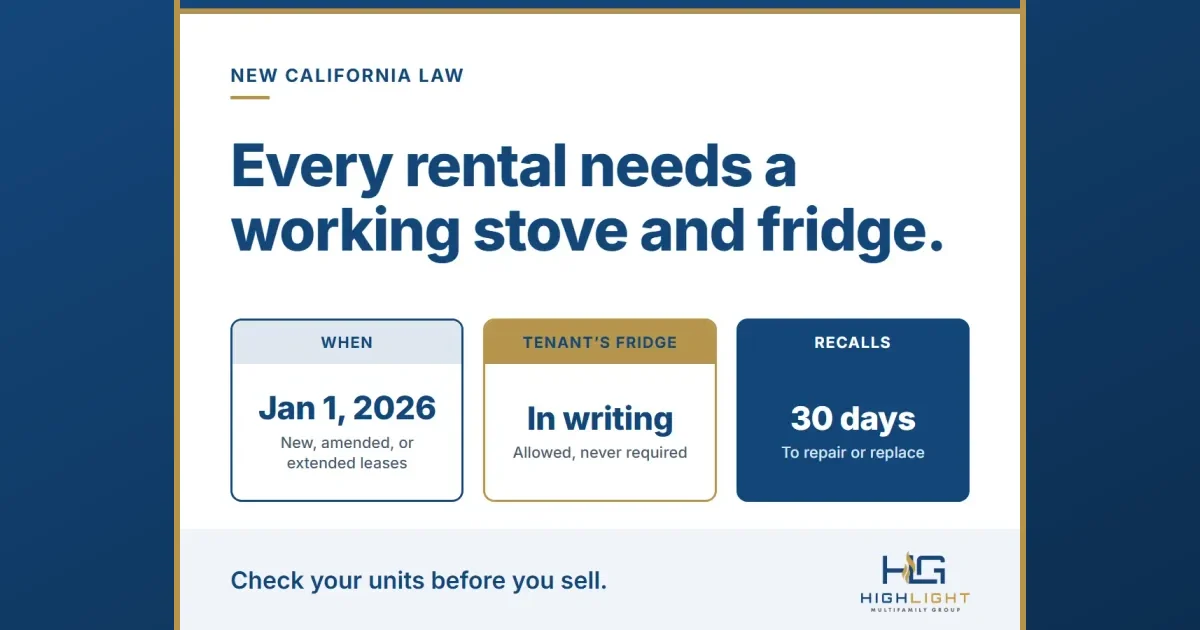 NEW CALIFORNIA LAW
Every rental needs a
working stove and fridge.
WHEN
Jan 1, 2026
New, amended, or
extended leases
TENANT’S FRIDGE
In writing
Allowed, never required
RECALLS
30 days
To repair or replace
Check your units before you sell.
HLG
HIGHLIGHT
MULTIFAMILY GROUP